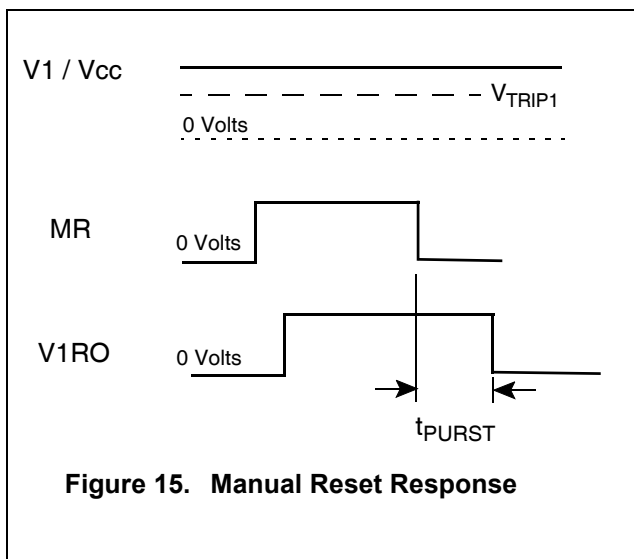 V1 / Vcc
VTRIP1
0 Volts
MR
0 Volts
V1RO
0 Volts
tPURST
Figure 15. Manual Reset Response